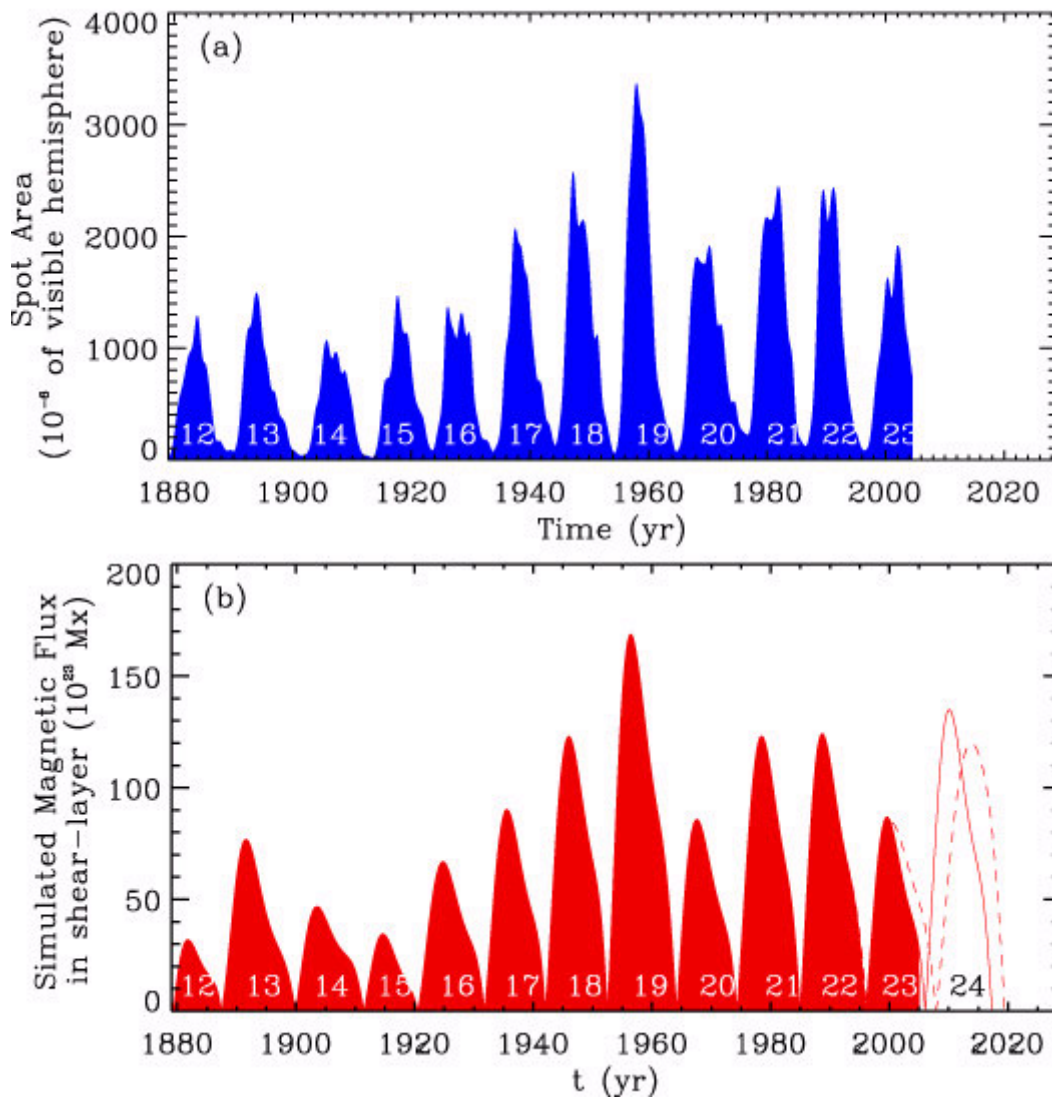 4000
(a)
3000
2000
1000
0
Spot Area
(10⁻⁶ of visible hemisphere)
12 13 14 15 16 17 18 19 20 21 22 23
1880 1900 1920 1940 1960 1980 2000 2020
Time (yr)
200
(b)
150
100
50
0
Simulated Magnetic Flux
in shear-layer (10²³ Mx)
12 13 14 15 16 17 18 19 20 21 22 23 24
1880 1900 1920 1940 1960 1980 2000 2020
t (yr)